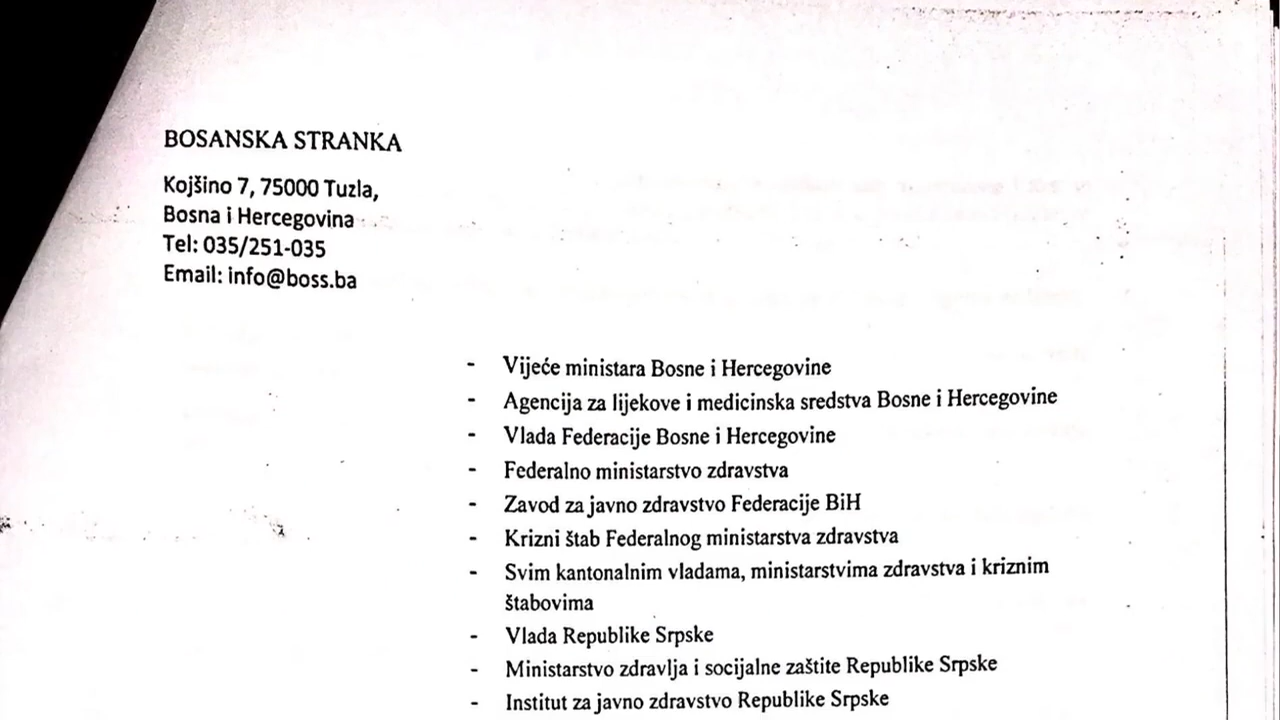 BOSANSKA STRANKA
Kojšino 7, 75000 Tuzla,
Bosna i Hercegovina
Tel: 035/251-035
Email: info@boss.ba
- Vijeće ministara Bosne i Hercegovine
- Agencija za lijekove i medicinska sredstva Bosne i Hercegovine
- Vlada Federacije Bosne i Hercegovine
- Federalno ministarstvo zdravstva
- Zavod za javno zdravstvo Federacije BiH
- Krizni štab Federalnog ministarstva zdravstva
- Svim kantonalnim vladama, ministarstvima zdravstva i kriznim
štabovima
- Vlada Republike Srpske
- Ministarstvo zdravlja i socijalne zaštite Republike Srpske
- Institut za javno zdravstvo Republike Srpske